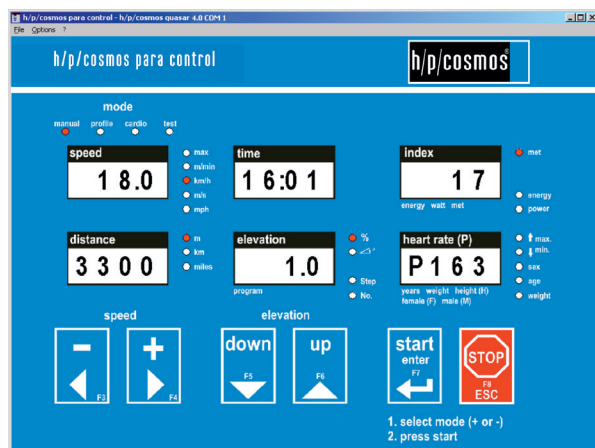 h/p/cosmos para control - h/p/cosmos quasar 4.0 COM 1
File Options ?
h/p/cosmos para control
h/p/cosmos®
mode
manual profile cardio test
speed
18.0
max
m/min
km/h
m/s
mph
time
16:01
index
17
energy watt met
met
energy
power
distance
3300
m
km
miles
elevation
1.0
program
%
Step
No.
heart rate (P)
P163
years weight height (H)
female (F) male (M)
max.
min.
sex
age
weight
speed
elevation
- F3
+ F4
down F5
up F6
start
enter
F7
STOP
F8
ESC
1. select mode (+ or -)
2. press start